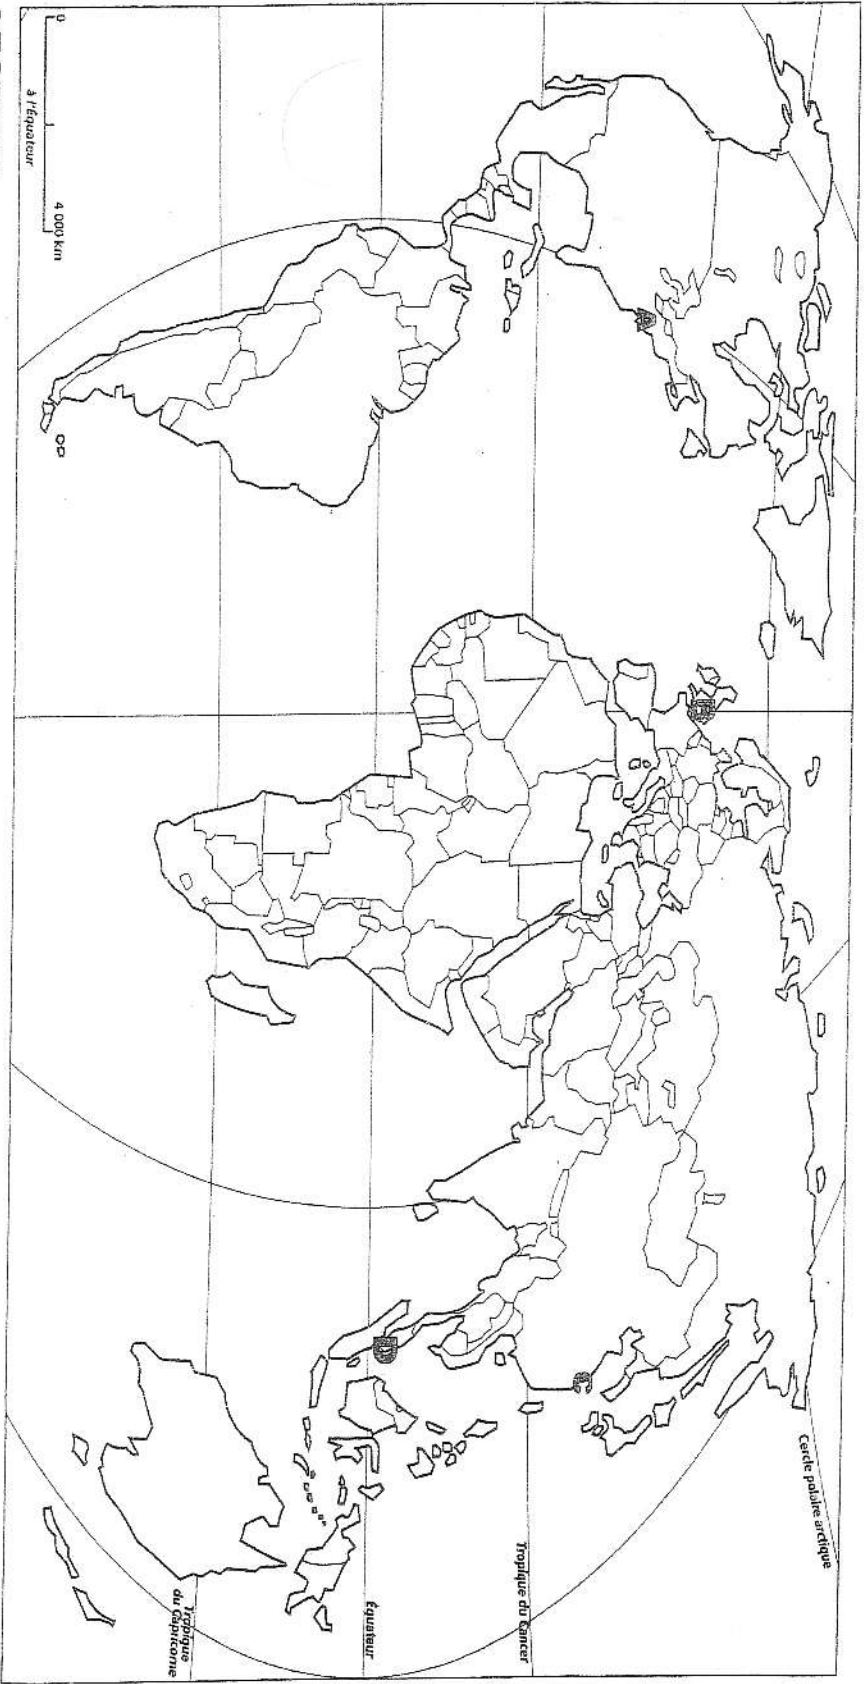 Cercle polaire arctique
Tropique du Cancer
Équateur
Tropique
du Capricorne
0
4 000 km
à l'Équateur
C
D